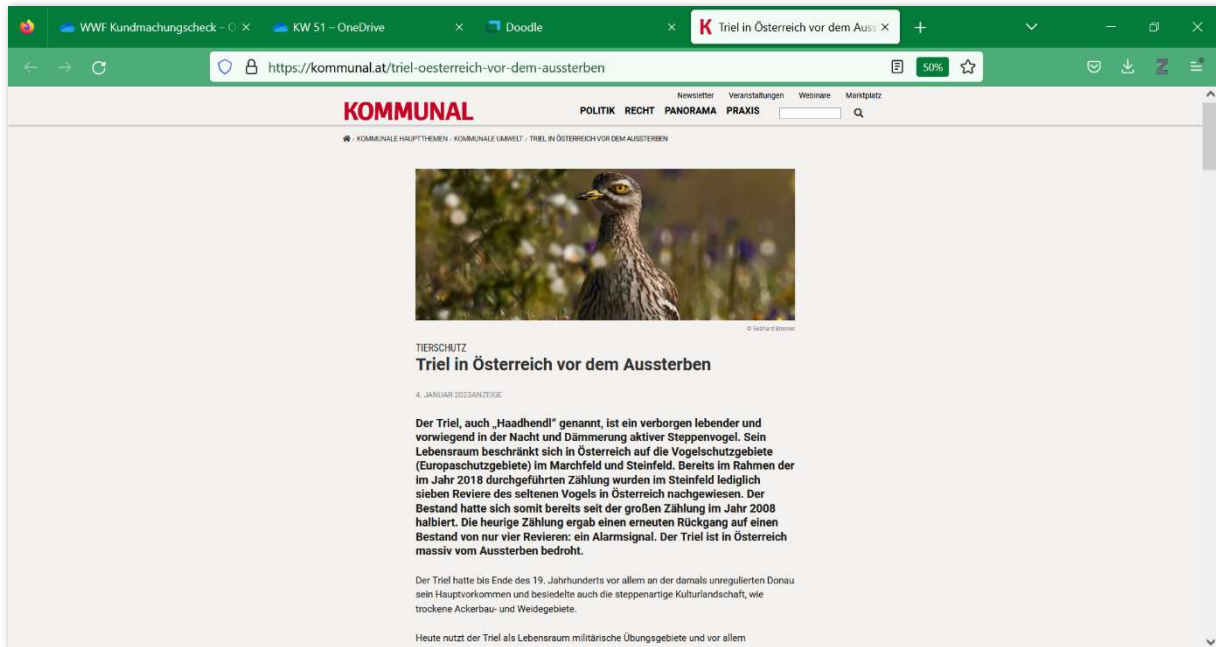 WWF Kundmachungscheck – O
KW 51 – OneDrive
Doodle
Triel in Österreich vor dem Auss
https://kommunal.at/triel-oesterreich-vor-dem-aussterben
50%
Newsletter Veranstaltungen Webinare Marktplatz
KOMMUNAL
POLITIK RECHT PANORAMA PRAXIS
/ KOMMUNALE HAUPTTHEMEN / KOMMUNALE UMWELT / TRIEL IN ÖSTERREICH VOR DEM AUSSTERBEN
© Gebhard Brenner
TIERSCHUTZ
Triel in Österreich vor dem Aussterben
4. JANUAR 2023ANZEIGE
Der Triel, auch „Haadhendl“ genannt, ist ein verborgen lebender und
vorwiegend in der Nacht und Dämmerung aktiver Steppenvogel. Sein
Lebensraum beschränkt sich in Österreich auf die Vogelschutzgebiete
(Europaschutzgebiete) im Marchfeld und Steinfeld. Bereits im Rahmen der
im Jahr 2018 durchgeführten Zählung wurden im Steinfeld lediglich
sieben Reviere des seltenen Vogels in Österreich nachgewiesen. Der
Bestand hatte sich somit bereits seit der großen Zählung im Jahr 2008
halbiert. Die heurige Zählung ergab einen erneuten Rückgang auf einen
Bestand von nur vier Revieren: ein Alarmsignal. Der Triel ist in Österreich
massiv vom Aussterben bedroht.
Der Triel hatte bis Ende des 19. Jahrhunderts vor allem an der damals unregulierten Donau
sein Hauptvorkommen und besiedelte auch die steppenartige Kulturlandschaft, wie
trockene Ackerbau- und Weidegebiete.
Heute nutzt der Triel als Lebensraum militärische Übungsgebiete und vor allem